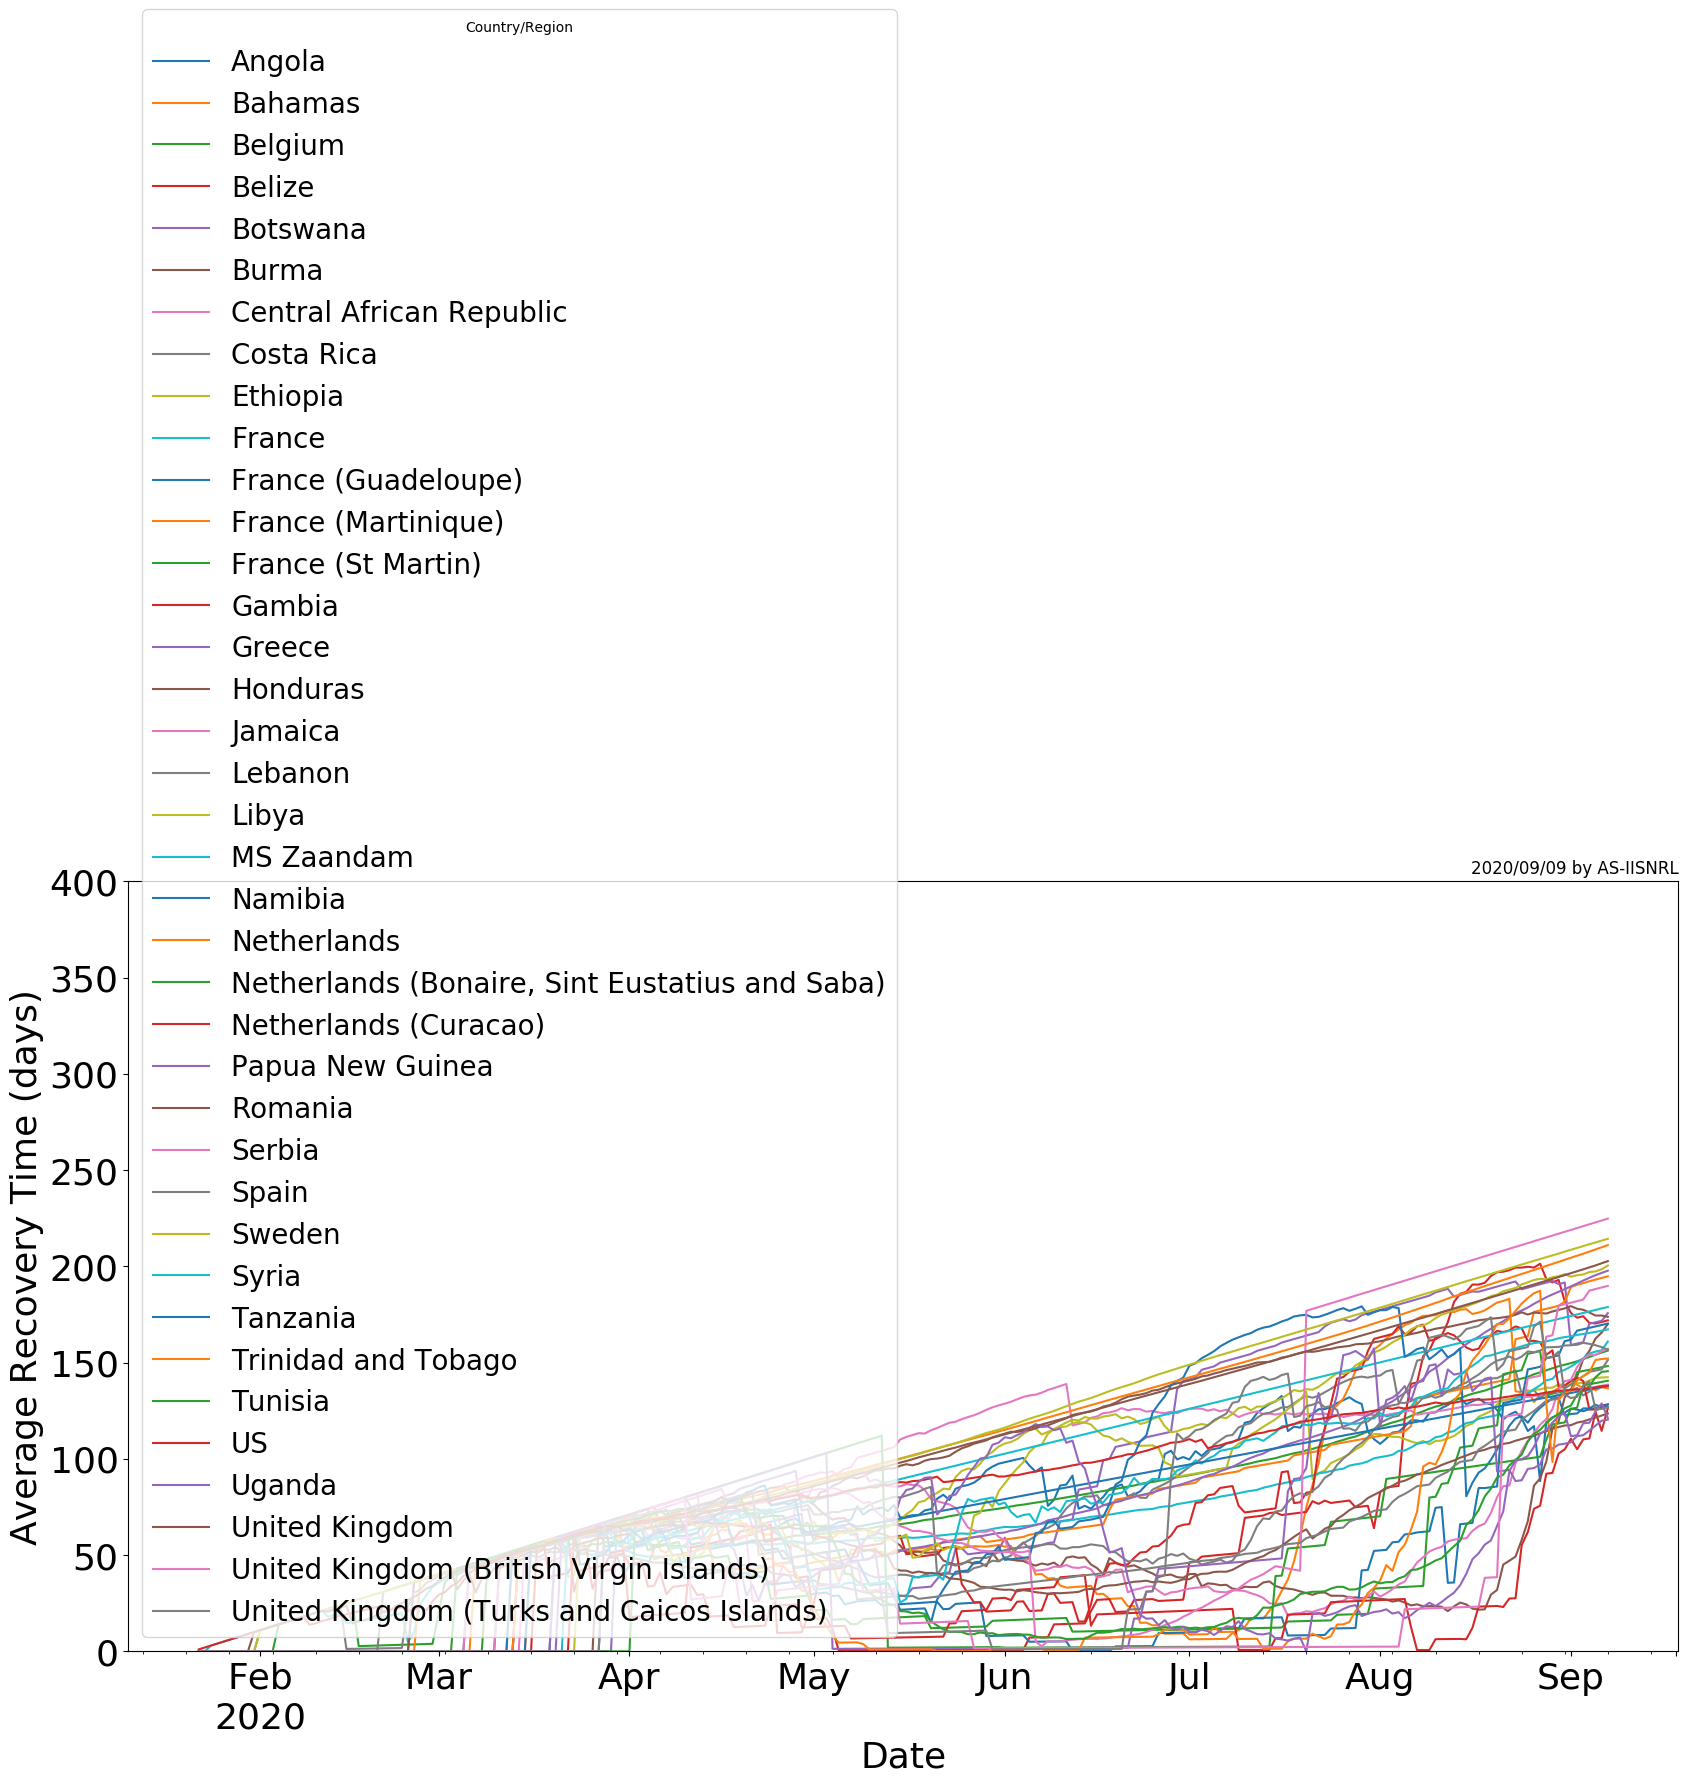 Country/Region
Angola
Bahamas
Belgium
Belize
Botswana
Burma
Central African Republic
Costa Rica
Ethiopia
France
France (Guadeloupe)
France (Martinique)
France (St Martin)
Gambia
Greece
Honduras
Jamaica
Lebanon
Libya
MS Zaandam
Namibia
Netherlands
Netherlands (Bonaire, Sint Eustatius and Saba)
Netherlands (Curacao)
Papua New Guinea
Romania
Serbia
Spain
Sweden
Syria
Tanzania
Trinidad and Tobago
Tunisia
US
Uganda
United Kingdom
United Kingdom (British Virgin Islands)
United Kingdom (Turks and Caicos Islands)
2020/09/09 by AS-IISNRL
Average Recovery Time (days)
400
350
300
250
200
150
100
50
0
Feb Mar Apr May Jun Jul Aug Sep
2020
Date